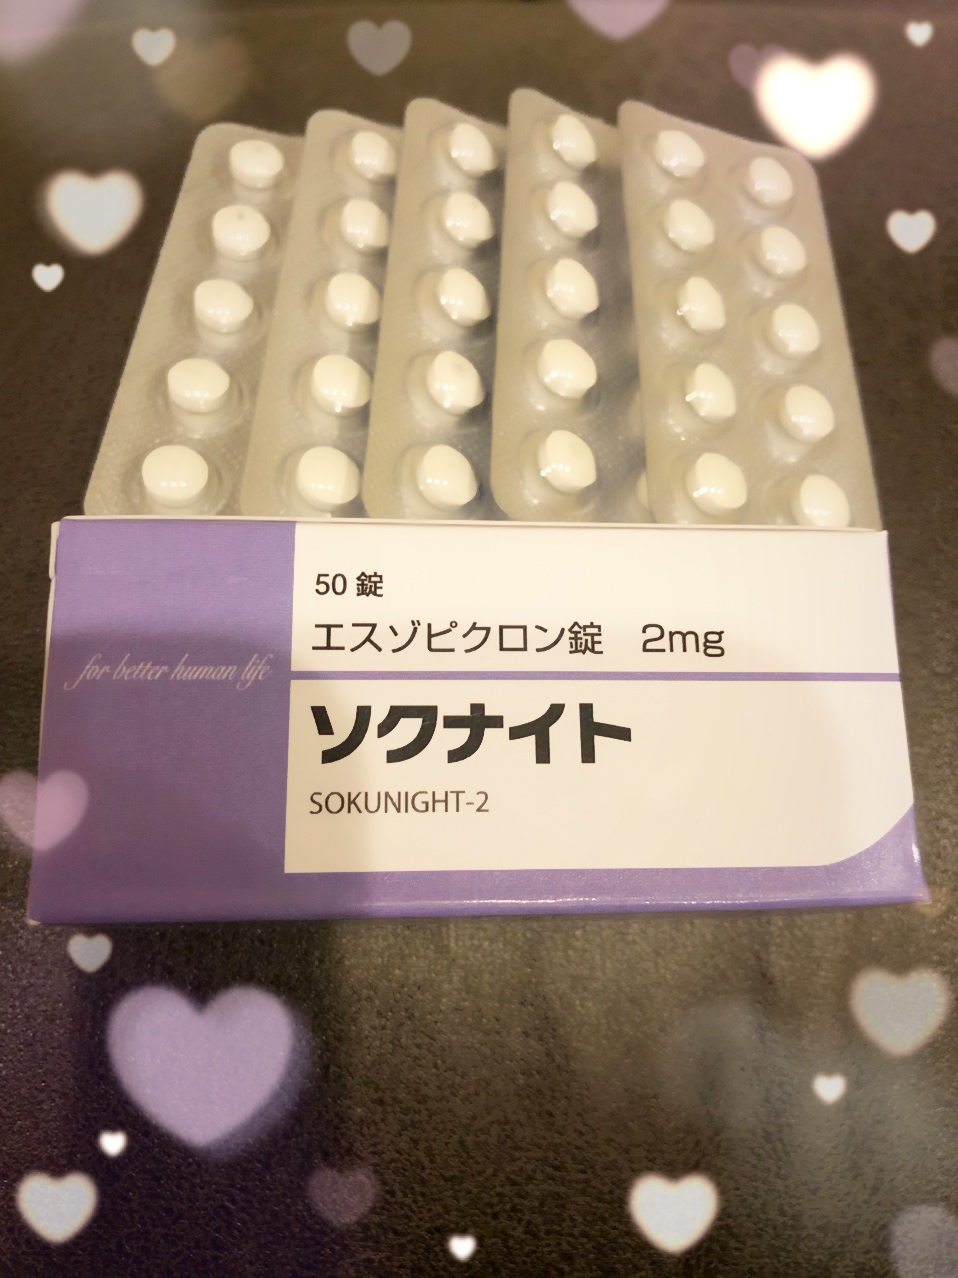 50 錠
エスゾピクロン錠 2mg
for better human life
ソクナイト
SOKUNIGHT-2